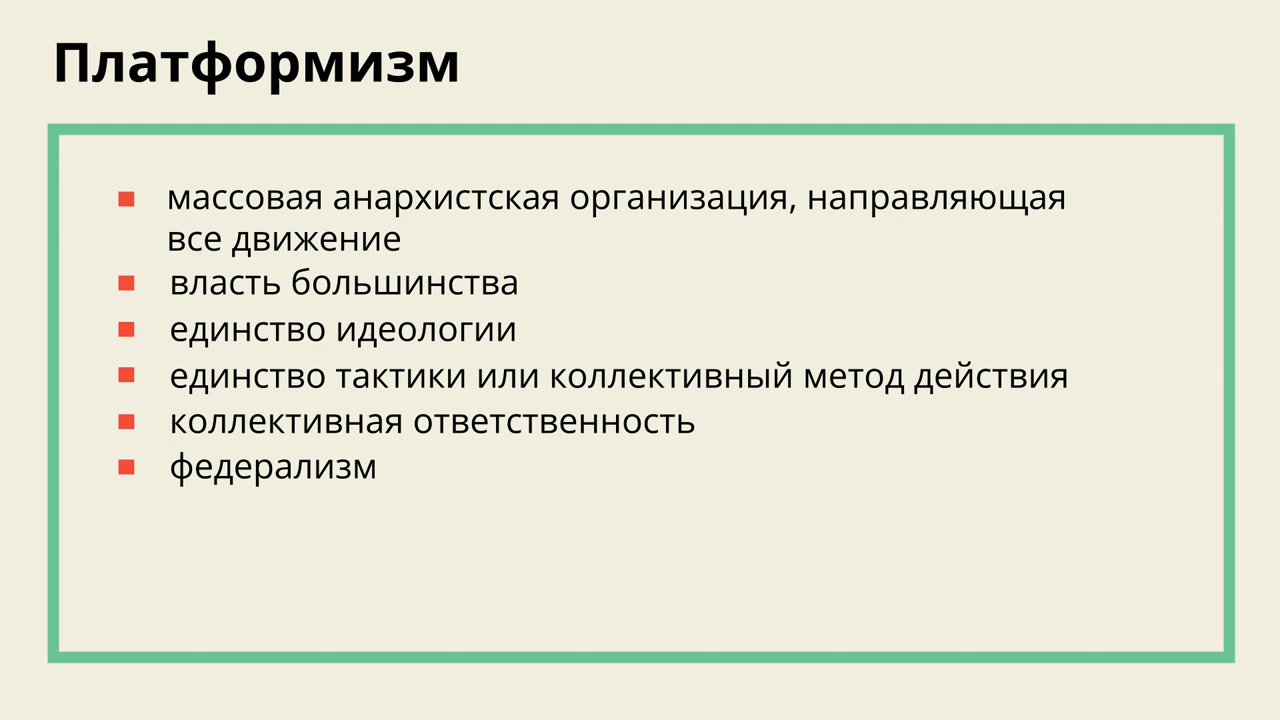 Платформизм
массовая анархистская организация, направляющая
все движение
власть большинства
единство идеологии
единство тактики или коллективный метод действия
коллективная ответственность
федерализм